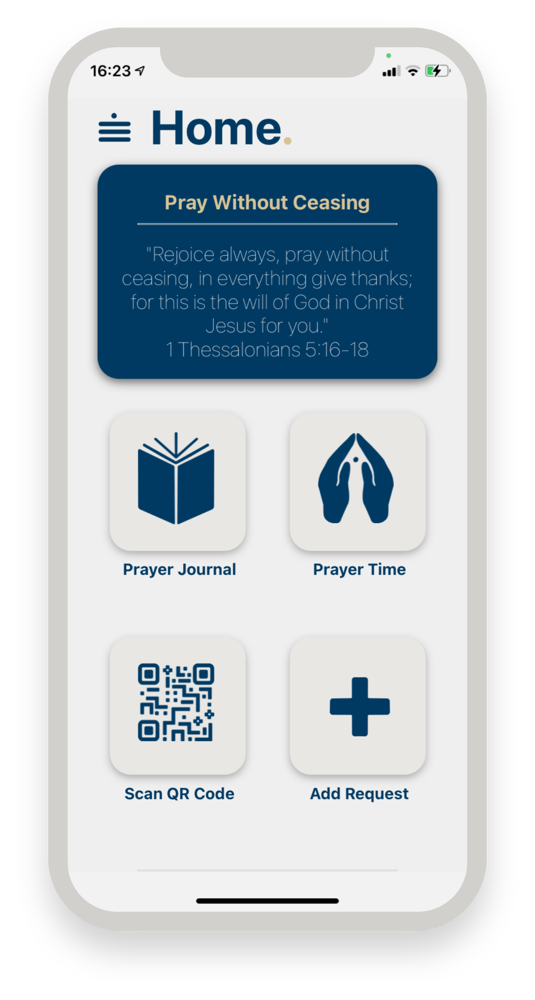 16:23
Home.
Pray Without Ceasing
"Rejoice always, pray without
ceasing, in everything give thanks;
for this is the will of God in Christ
Jesus for you."
1 Thessalonians 5:16-18
Prayer Journal
Prayer Time
Scan QR Code
Add Request